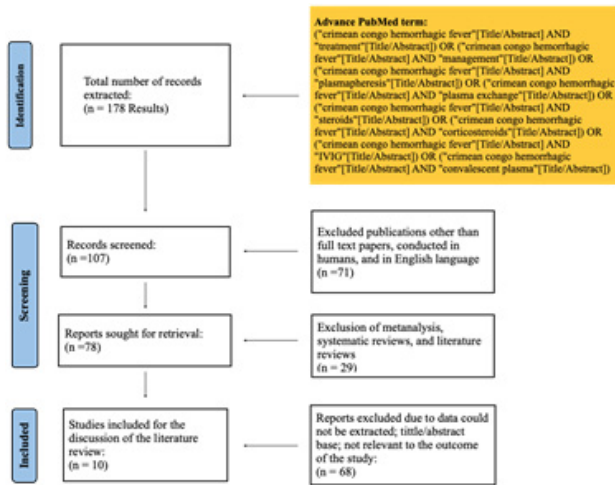 Identification
Total number of records
extracted:
(n = 178 Results)
Advance PubMed term:
("crimean congo hemorrhagic fever"[Title/Abstract] AND
"treatment"[Title/Abstract]) OR ("crimean congo hemorrhagic
fever"[Title/Abstract] AND "management"[Title/Abstract]) OR
("crimean congo hemorrhagic fever"[Title/Abstract] AND
"plasmapheresis"[Title/Abstract]) OR ("crimean congo hemorrhagic
fever"[Title/Abstract] AND "plasma exchange"[Title/Abstract]) OR
("crimean congo hemorrhagic fever"[Title/Abstract] AND
"steroids"[Title/Abstract]) OR ("crimean congo hemorrhagic
fever"[Title/Abstract] AND "corticosteroids"[Title/Abstract]) OR
("crimean congo hemorrhagic fever"[Title/Abstract] AND
"IVIG"[Title/Abstract]) OR ("crimean congo hemorrhagic
fever"[Title/Abstract] AND "convalescent plasma"[Title/Abstract])
Screening
Records screened:
(n =107)
Excluded publications other than
full text papers, conducted in
humans, and in English language
(n =71)
Reports sought for retrieval:
(n =78)
Exclusion of metanalysis,
systematic reviews, and literature
reviews
(n = 29)
Included
Studies included for the
discussion of the literature
review:
(n = 10)
Reports excluded due to data could
not be extracted; tittle/abstract
base; not relevant to the outcome
of the study:
(n = 68)